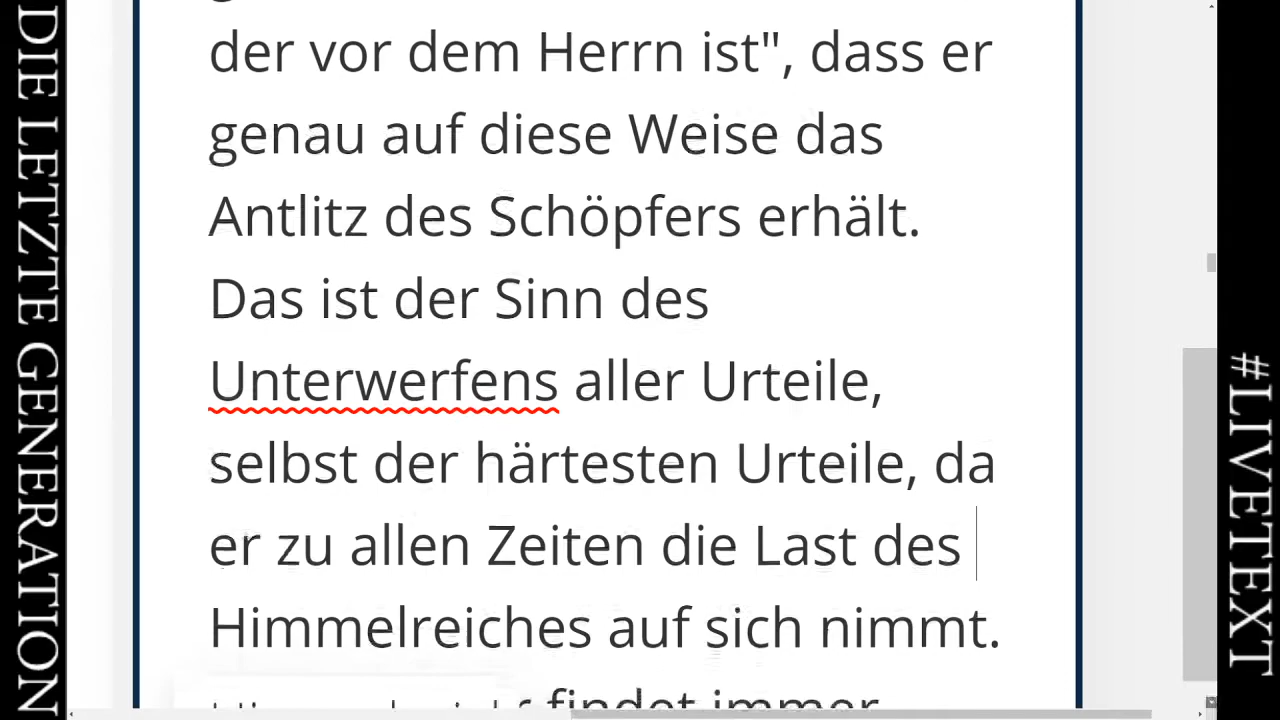 DIE LETZTE GENERATION
der vor dem Herrn ist", dass er
genau auf diese Weise das
Antlitz des Schöpfers erhält.
Das ist der Sinn des
Unterwerfens aller Urteile,
selbst der härtesten Urteile, da
er zu allen Zeiten die Last des
Himmelreiches auf sich nimmt.
findet immer
#LIVETEXT